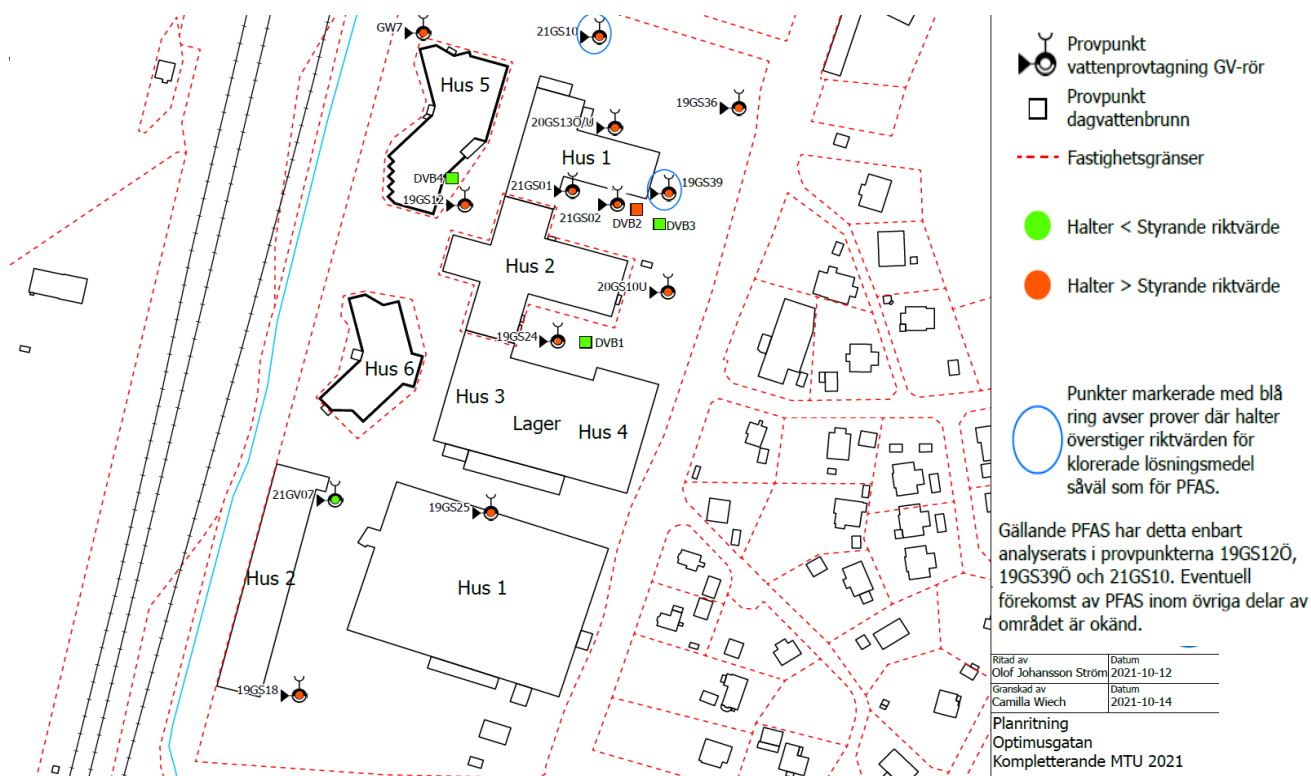 GW7
21GS10
Hus 5
19GS36
20GS13Ö/U
Hus 1
DVB4
19GS12
21GS01
19GS39
21GS02
DVB2
DVB3
Hus 2
20GS10U
19GS24
DVB1
Hus 6
Hus 3
Lager
Hus 4
21GV07
19GS25
Hus 2
Hus 1
19GS18
Provpunkt
vattenprovtagning GV-rör
Provpunkt
dagvattenbrunn
Fastighetsgränser
Halter < Styrande riktvärde
Halter > Styrande riktvärde
Punkter markerade med blå
ring avser prover där halter
överstiger riktvärden för
klorerade lösningsmedel
såväl som för PFAS.
Gällande PFAS har detta enbart
analyserats i provpunkterna 19GS12Ö,
19GS39Ö och 21GS10. Eventuell
förekomst av PFAS inom övriga delar av
området är okänd.
Ritad av
Olof Johansson Ström
Datum
2021-10-12
Granskad av
Camilla Wiech
Datum
2021-10-14
Planritning
Optimusgatan
Kompletterande MTU 2021